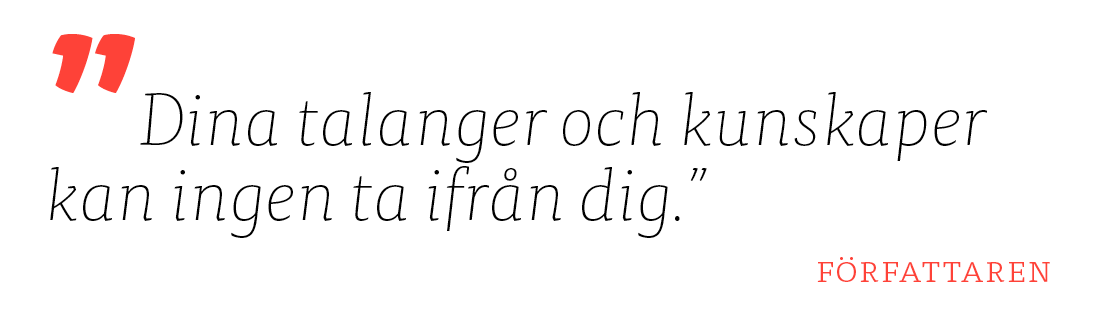 ”Dina talanger och kunskaper
kan ingen ta ifrån dig.”
FÖRFATTAREN